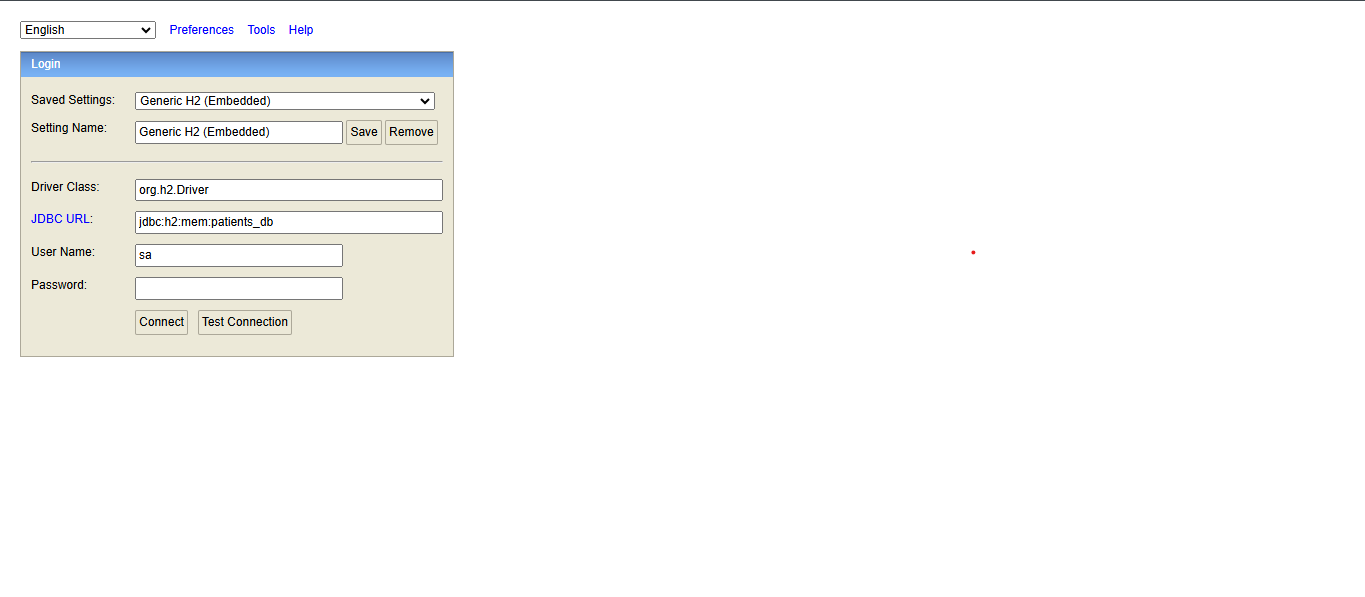 English Preferences Tools Help
Login
Saved Settings: Generic H2 (Embedded)
Setting Name: Generic H2 (Embedded) Save Remove
Driver Class: org.h2.Driver
JDBC URL: jdbc:h2:mem:patients_db
User Name: sa
Password:
Connect Test Connection